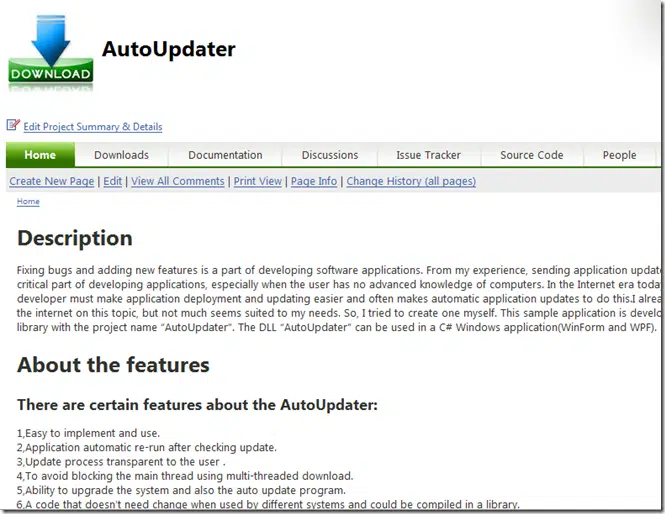 DOWNLOAD
AutoUpdater
Edit Project Summary & Details
Home Downloads Documentation Discussions Issue Tracker Source Code People
Create New Page | Edit | View All Comments | Print View | Page Info | Change History (all pages)
Home
Description
Fixing bugs and adding new features is a part of developing software applications. From my experience, sending application
critical part of developing applications, especially when the user has no advanced knowledge of computers. In the Internet era
developer must make application deployment and updating easier and often makes automatic application updates to do this.I
the internet on this topic, but not much seems suited to my needs. So, I tried to create one myself. This sample application is
library with the project name “AutoUpdater”. The DLL “AutoUpdater” can be used in a C# Windows application(WinForm and WPF).
About the features
There are certain features about the AutoUpdater:
1,Easy to implement and use.
2,Application automatic re-run after checking update.
3,Update process transparent to the user .
4,To avoid blocking the main thread using multi-threaded download.
5,Ability to upgrade the system and also the auto update program.
6,A code that doesn't need change when used by different systems and could be compiled in a library.